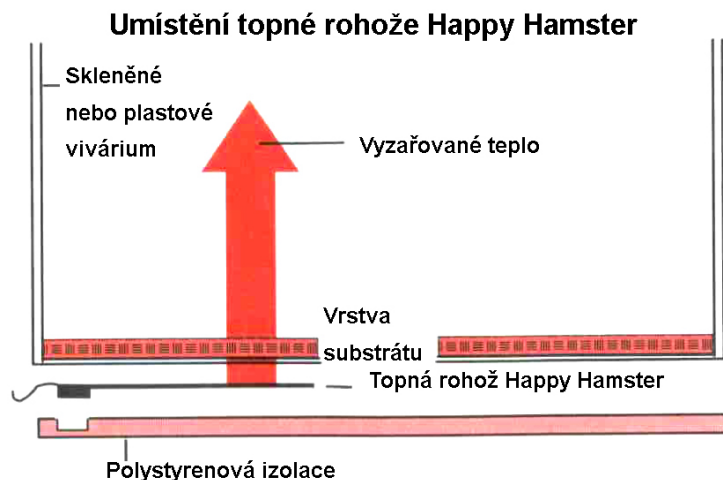 Umístění topné rohože Happy Hamster
Skleněné
nebo plastové
vivárium
Vyzařované teplo
Vrstva
substrátu
Topná rohož Happy Hamster
Polystyrenová izolace